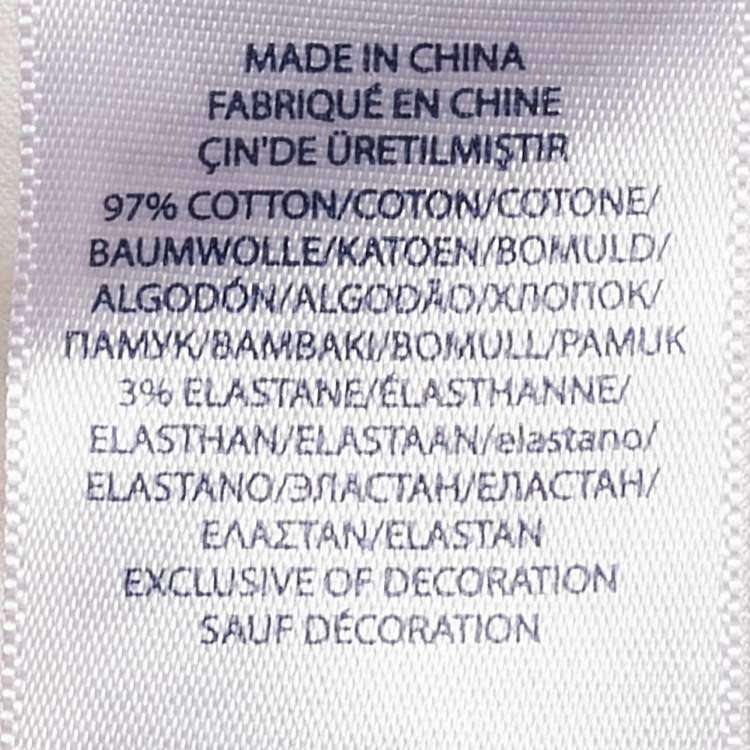 MADE IN CHINA
FABRIQUÉ EN CHINE
ÇIN'DE ÜRETILMIŞTIR
97% COTTON/COTON/COTONE/
BAUMWOLLE/KATOEN/BOMULD/
ALGODÓN/ALGODÃO/ХЛОПОК/
ПАМУК/ΒΑΜΒΑΚΙ/BOMULL/PAMUK
3% ELASTANE/ÉLASTHANNE/
ELASTHAN/ELASTAAN/elastano/
ELASTANO/ЭЛАСТАН/ЕЛАСТАН/
ΕΛΑΣΤΑΝ/ELASTAN
EXCLUSIVE OF DECORATION
SAUF DÉCORATION